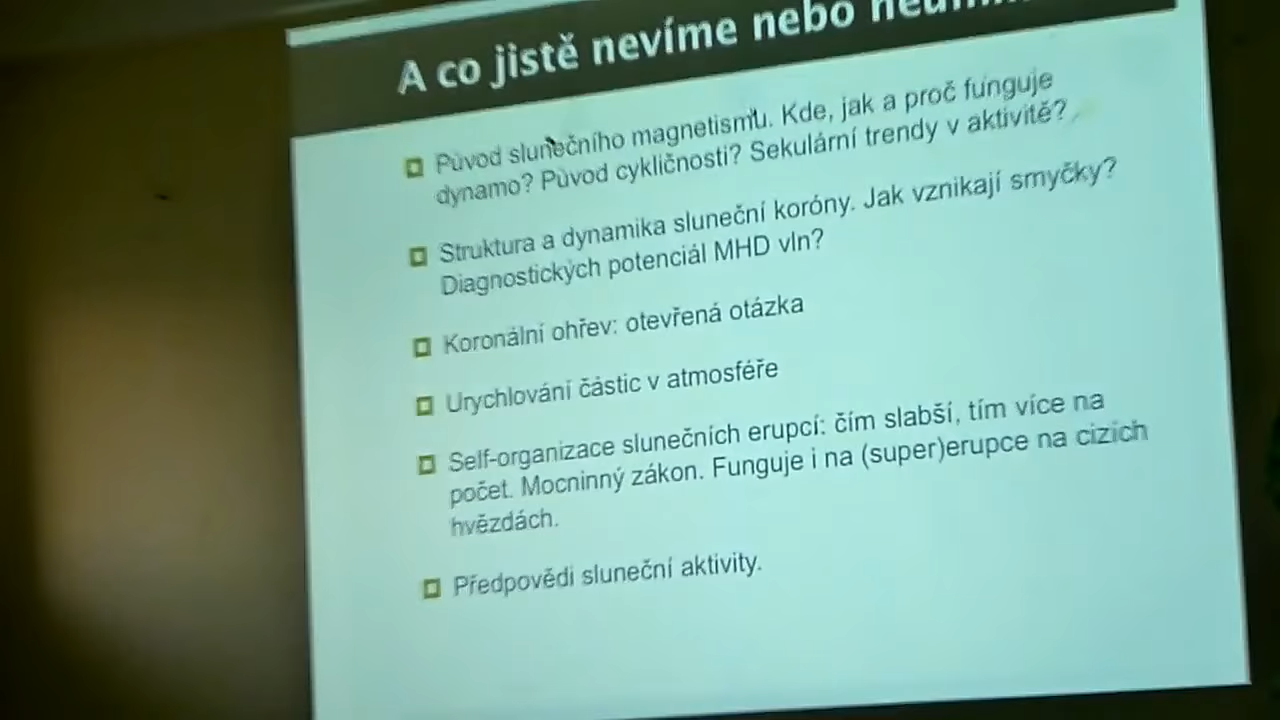 A co jistě nevíme nebo
Původ slunečního magnetismu. Kde, jak a proč funguje
dynamo? Původ cykličnosti? Sekulární trendy v aktivitě?
Struktura a dynamika sluneční koróny. Jak vznikají smyčky?
Diagnostických potenciál MHD vln?
Koronální ohřev: otevřená otázka
Urychlování částic v atmosféře
Self-organizace slunečních erupcí: čím slabší, tím více na
počet. Mocninný zákon. Funguje i na (super)erupce na cizích
hvězdách.
Předpovědi sluneční aktivity.